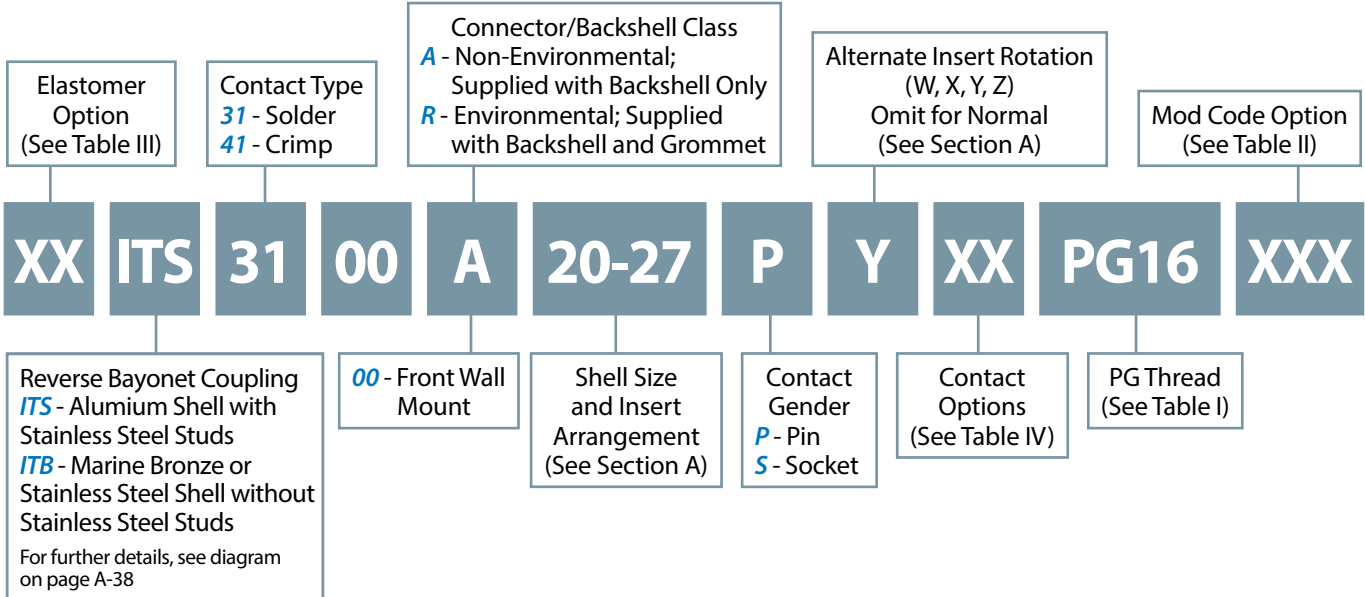 Elastomer
Option
(See Table III)
Contact Type
31 - Solder
41 - Crimp
Connector/Backshell Class
A - Non-Environmental;
Supplied with Backshell Only
R - Environmental; Supplied
with Backshell and Grommet
Alternate Insert Rotation
(W, X, Y, Z)
Omit for Normal
(See Section A)
Mod Code Option
(See Table II)
XX ITS 31 00 A 20-27 P Y XX PG16 XXX
Reverse Bayonet Coupling
ITS - Alumium Shell with
Stainless Steel Studs
ITB - Marine Bronze or
Stainless Steel Shell without
Stainless Steel Studs
For further details, see diagram
on page A-38
00 - Front Wall
Mount
Shell Size
and Insert
Arrangement
(See Section A)
Contact
Gender
P - Pin
S - Socket
Contact
Options
(See Table IV)
PG Thread
(See Table I)